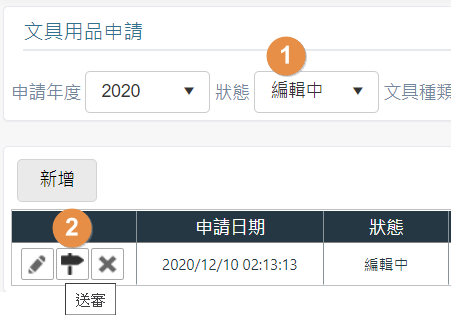 文具用品申請
1
申請年度 2020 狀態 編輯中 文具種類
新增
2
申請日期 狀態
2020/12/10 02:13:13 編輯中
送審